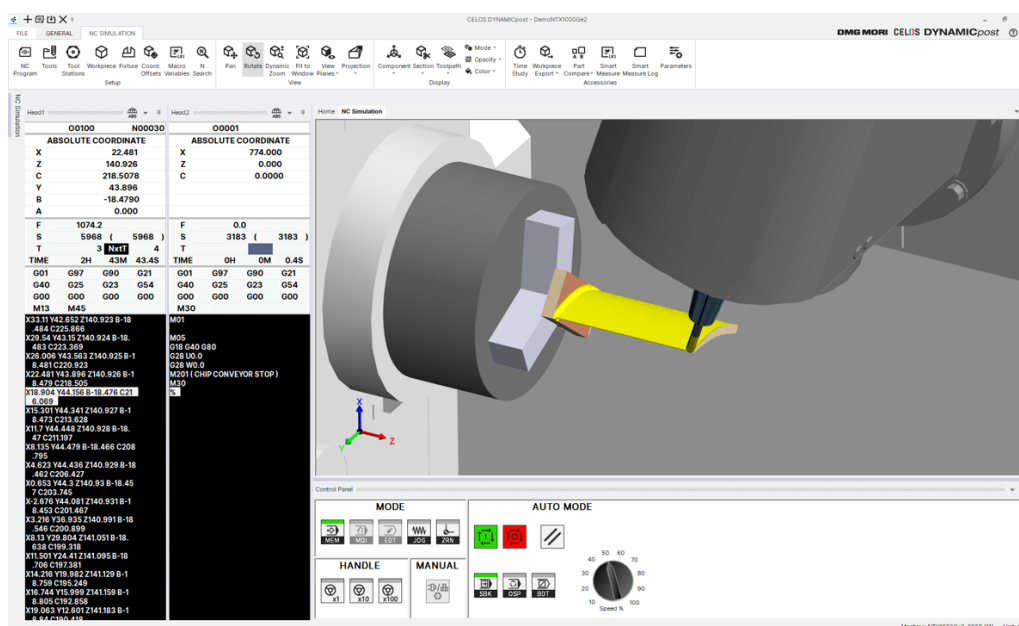 CELOS DYNAMICpost - DemoNTX1000Ge2
FILE GENERAL NC SIMULATION
DMG MORI CELOS DYNAMICpost
NC Program
PLs
Tools
Tool Stations
Workpiece
Fixture
Coord. Offsets
Macro Variables
N Search
Pan
Rotate
Dynamic Zoom
Fit to Window
View Planes
Projection
Component
Section
Toolpath
Mode
Opacity
Color
Time Study
Workpiece Export
Part Compare
Smart Measure
Smart Measure Log
Parameters
Setup
View
Display
Accessories
NC Simulation
Head1
ABS
Head2
ABS
Home NC Simulation
O0100 N00030
ABSOLUTE COORDINATE
X 22.481
Z 140.926
C 218.5078
Y 43.896
B -18.4790
A 0.000
F 1074.2
S 5968 ( 5968 )
T 3 NxtT 4
TIME 2H 43M 43.4S
G01 G97 G90 G21
G40 G25 G23 G54
G00 G00 G00 G00
M13 M45
X33.11 Y42.652 Z140.923 B-18
.484 C225.866
X29.54 Y43.15 Z140.924 B-18.
483 C223.369
X26.006 Y43.563 Z140.925 B-1
8.481 C220.923
X22.481 Y43.896 Z140.926 B-1
8.479 C218.505
X18.904 Y44.156 B-18.476 C21
6.069
X15.301 Y44.341 Z140.927 B-1
8.473 C213.628
X11.7 Y44.448 Z140.928 B-18.
47 C211.197
X8.135 Y44.479 B-18.466 C208
.795
X4.623 Y44.436 Z140.929 B-18
.462 C206.427
X0.653 Y44.3 Z140.93 B-18.45
7 C203.745
X-2.676 Y44.081 Z140.931 B-1
8.453 C201.467
X3.216 Y36.935 Z140.991 B-18
.546 C200.899
X8.13 Y29.804 Z141.051 B-18.
638 C199.318
X11.501 Y24.41 Z141.095 B-18
.706 C197.381
X14.216 Y19.982 Z141.129 B-1
8.759 C195.249
X16.744 Y15.999 Z141.159 B-1
8.805 C192.858
X19.063 Y12.601 Z141.183 B-1
8.84 C190.418
O0001
ABSOLUTE COORDINATE
X 774.000
Z 0.000
C 0.0000
F 0.0
S 3183 ( 3183 )
T
TIME 0H 0M 0.4S
G01 G97 G90 G21
G40 G25 G23 G54
G00 G00 G00 G00
M30
M01
M05
G18 G40 G80
G28 U0.0
G28 W0.0
M201 ( CHIP CONVEYOR STOP )
M30
%
X
Y
Z
Control Panel
MODE
MEM MDI EDT JOG ZRN
HANDLE
x1 x10 x100
MANUAL
AUTO MODE
SBK OSP BDT
10 20 30 40 50 60 70 80 90 100
Speed %